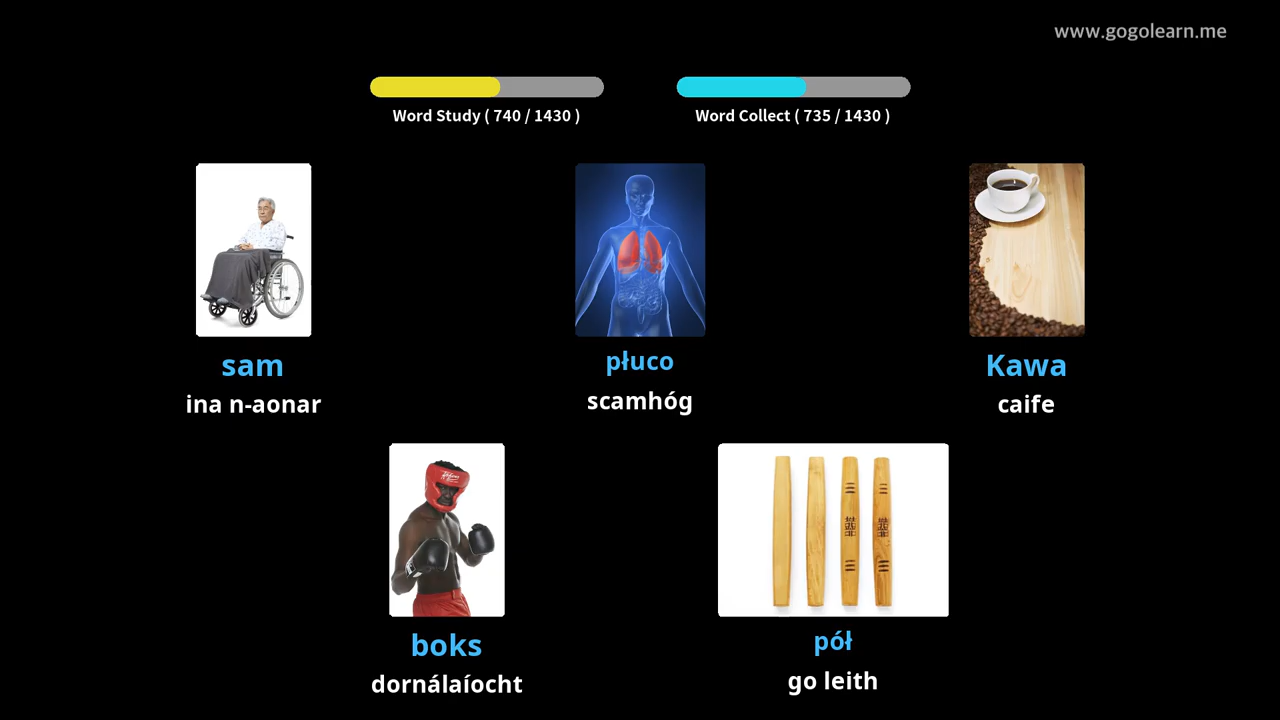 www.gogolearn.me
Word Study ( 740 / 1430 )
Word Collect ( 735 / 1430 )
sam
ina n-aonar
płuco
scamhóg
Kawa
caife
boks
dornálaíocht
pół
go leith